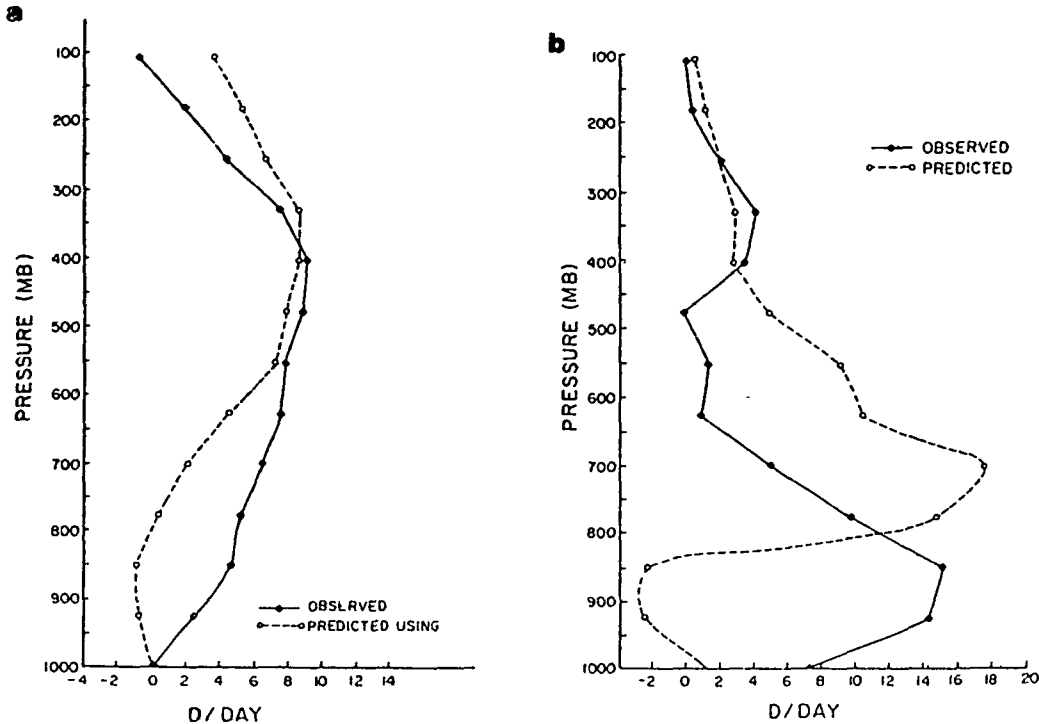 a
100
200
300
400
500
600
700
800
900
1000
PRESSURE (MB)
OBSLRVED
PREDICTED USING
-4 -2 0 2 4 6 8 10 12 14
D/DAY
b
100
200
300
400
500
600
700
800
900
1000
PRESSURE (MB)
OBSERVED
PREDICTED
-2 0 2 4 6 8 10 12 14 16 18 20
D/DAY